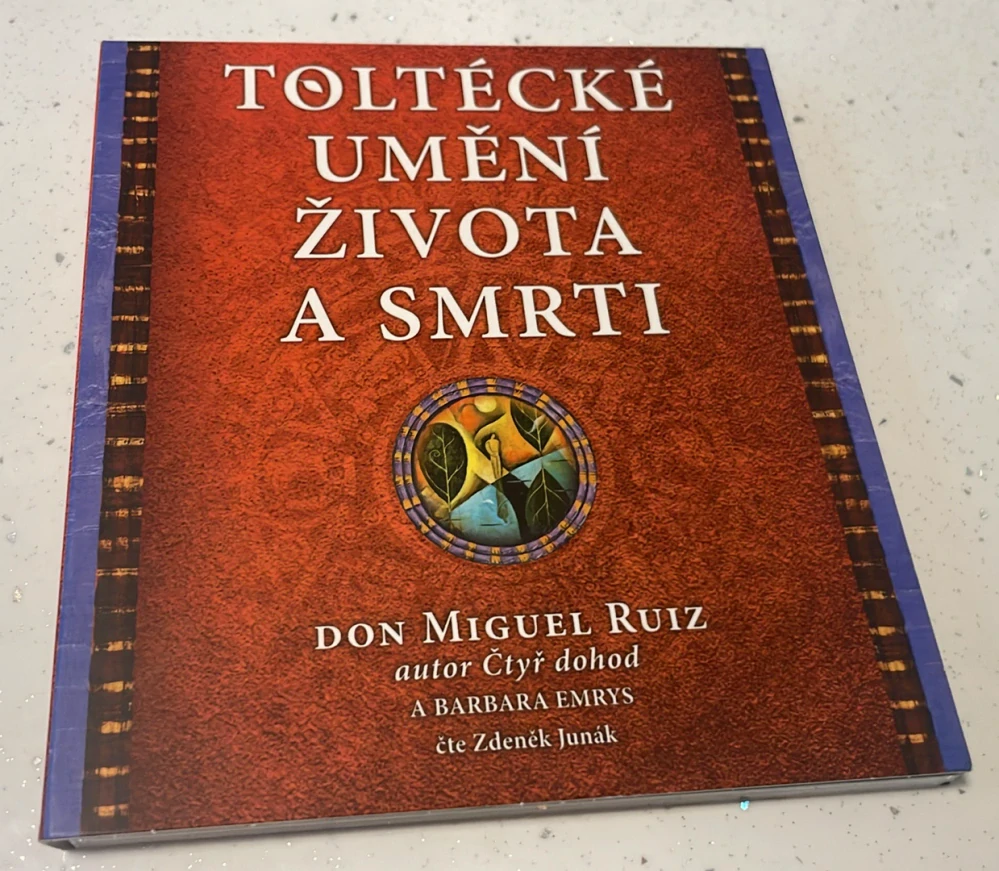 TOLTÉCKÉ
UMĚNÍ
ŽIVOTA
A SMRTI
DON MIGUEL RUIZ
autor Čtyř dohod
A BARBARA EMRYS
čte Zdeněk Junák